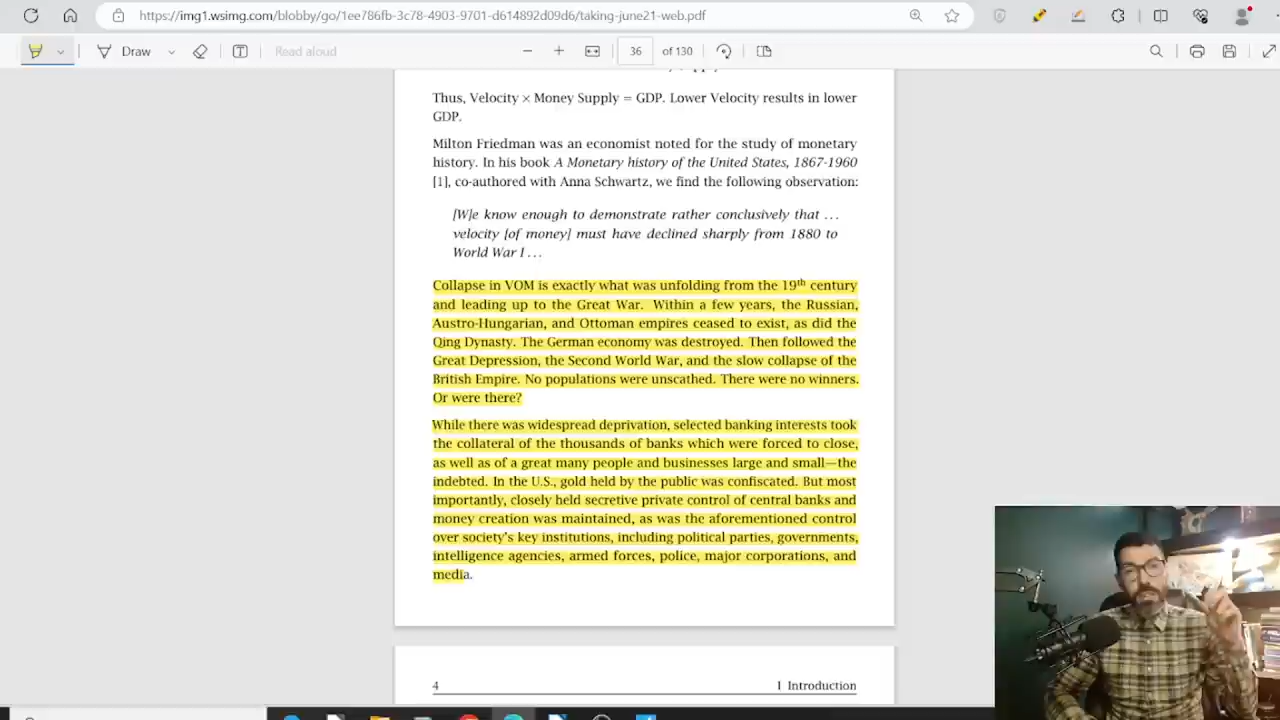 https://img1.wsimg.com/blobby/go/1ee786fb-3c78-4903-9701-d614892d09d6/taking-june21-web.pdf
Draw
Read aloud
36
of 130
Thus, Velocity × Money Supply = GDP. Lower Velocity results in lower
GDP.
Milton Friedman was an economist noted for the study of monetary
history. In his book A Monetary history of the United States, 1867-1960
[1], co-authored with Anna Schwartz, we find the following observation:
[W]e know enough to demonstrate rather conclusively that …
velocity [of money] must have declined sharply from 1880 to
World War I…
Collapse in VOM is exactly what was unfolding from the 19th century
and leading up to the Great War. Within a few years, the Russian,
Austro-Hungarian, and Ottoman empires ceased to exist, as did the
Qing Dynasty. The German economy was destroyed. Then followed the
Great Depression, the Second World War, and the slow collapse of the
British Empire. No populations were unscathed. There were no winners.
Or were there?
While there was widespread deprivation, selected banking interests took
the collateral of the thousands of banks which were forced to close,
as well as of a great many people and businesses large and small—the
indebted. In the U.S., gold held by the public was confiscated. But most
importantly, closely held secretive private control of central banks and
money creation was maintained, as was the aforementioned control
over society's key institutions, including political parties, governments,
intelligence agencies, armed forces, police, major corporations, and
media.
4
I Introduction